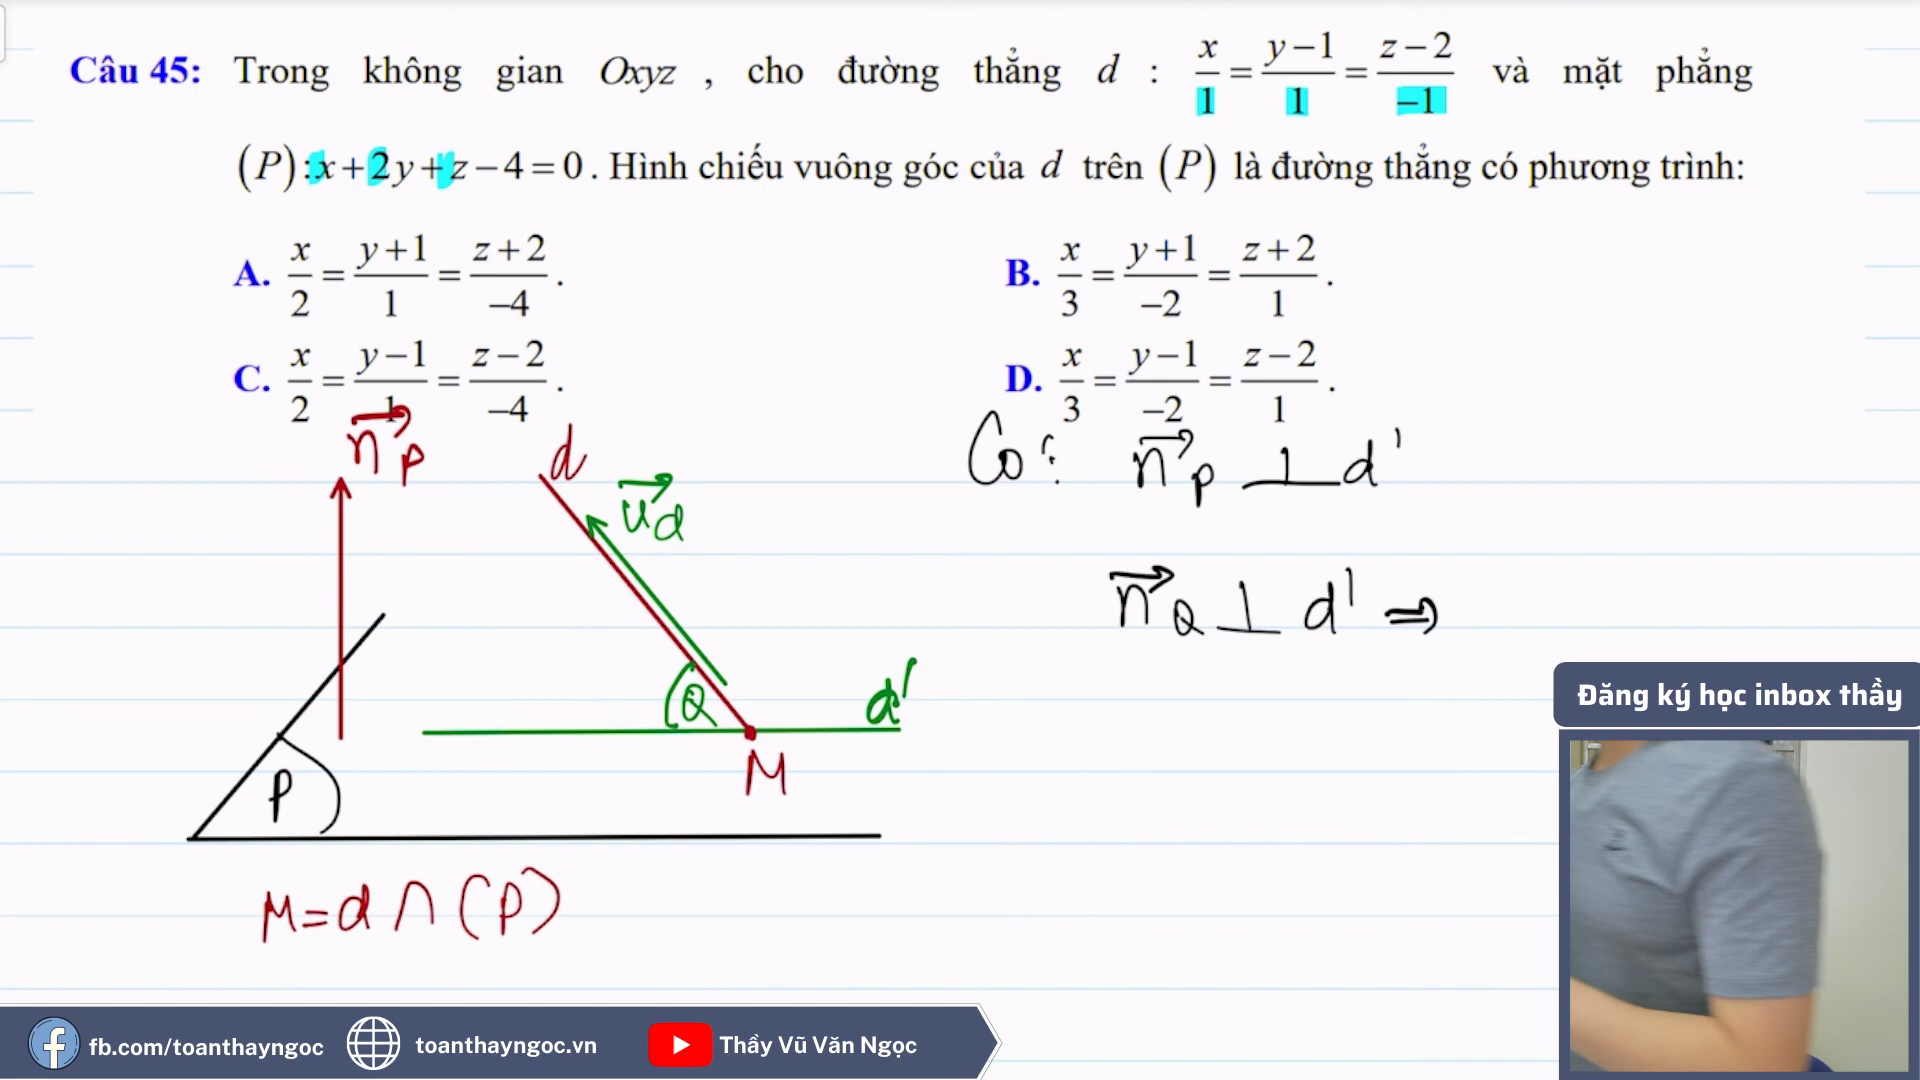 Câu 45: Trong không gian Oxyz , cho đường thẳng d : x/1 = y−1/1 = z−2/−1 và mặt phẳng
(P): x+2y+z−4=0. Hình chiếu vuông góc của d trên (P) là đường thẳng có phương trình:
A. x/2 = y+1/1 = z+2/−4 .
B. x/3 = y+1/−2 = z+2/1 .
C. x/2 = y−1/1 = z−2/−4 .
D. x/3 = y−1/−2 = z−2/1 .
n⃗P
d
u⃗d
Có: n⃗P ⊥ d'
n⃗Q ⊥ d' ⇒
Q
d'
M
P
M = d ∩ (P)
Đăng ký học inbox thầy
fb.com/toanthayngoc
toanthayngoc.vn
Thầy Vũ Văn Ngọc